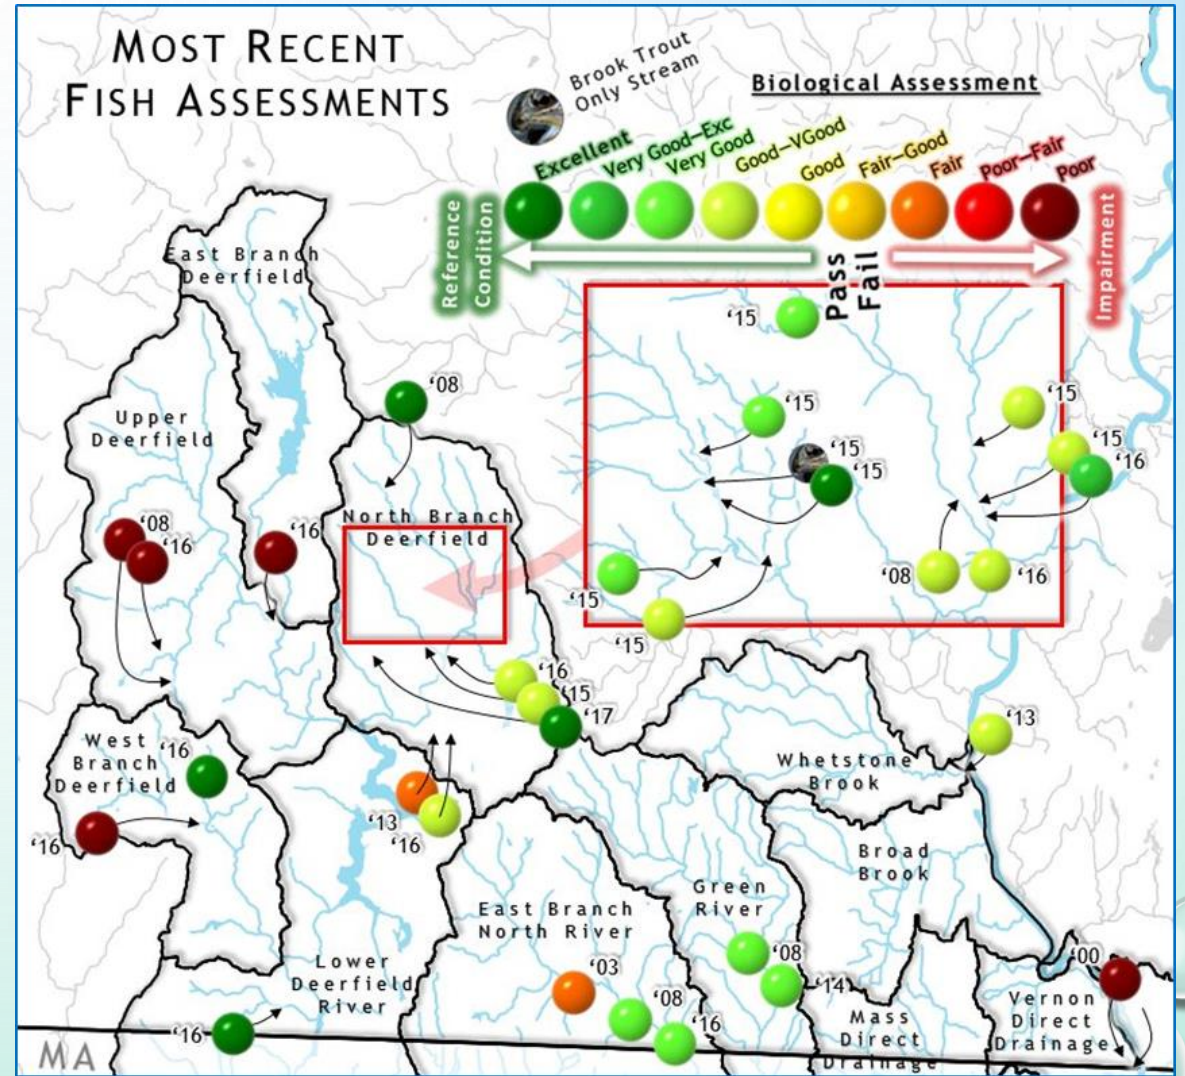 MOST RECENT
FISH ASSESSMENTS
Brook Trout
Only Stream
Biological Assessment
Excellent
Very Good–Exc
Very Good
Good–VGood
Good
Fair–Good
Fair
Poor–Fair
Poor
Reference
Condition
Pass
Fail
Impairment
East Branch
Deerfield
Upper
Deerfield
North Branch
Deerfield
West
Branch
Deerfield
Whetstone
Brook
Broad
Brook
Green
River
East Branch
North River
Lower
Deerfield
River
Mass
Direct
Drainage
Vernon
Direct
Drainage
MA
‘08
‘15
‘15
‘15
‘15
‘15
‘15
‘15
‘15
‘16
‘08
‘16
‘08
‘16
‘16
‘16
‘15
‘17
‘13
‘16
‘16
‘13
‘16
‘03
‘08
‘16
‘08
‘14
‘00
‘16